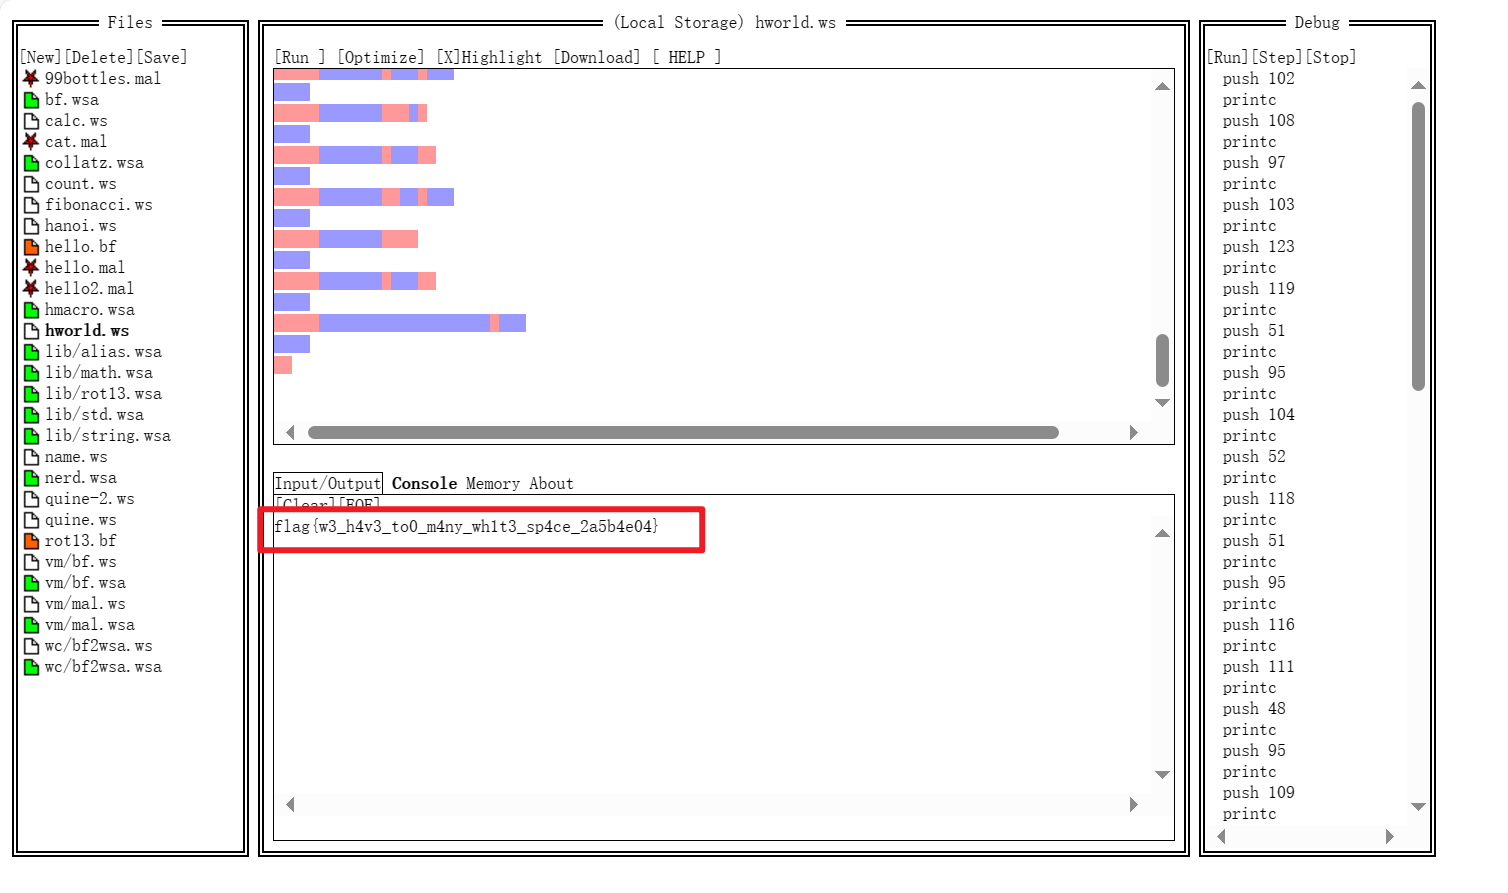 Files
[New][Delete][Save]
99bottles.mal
bf.wsa
calc.ws
cat.mal
collatz.wsa
count.ws
fibonacci.ws
hanoi.ws
hello.bf
hello.mal
hello2.mal
hmacro.wsa
hworld.ws
lib/alias.wsa
lib/math.wsa
lib/rot13.wsa
lib/std.wsa
lib/string.wsa
name.ws
nerd.wsa
quine-2.ws
quine.ws
rot13.bf
vm/bf.ws
vm/bf.wsa
vm/mal.ws
vm/mal.wsa
wc/bf2wsa.ws
wc/bf2wsa.wsa
(Local Storage) hworld.ws
[Run ] [Optimize] [X]Highlight [Download] [ HELP ]
Input/Output Console Memory About
[Clear][EOF]
flag{w3_h4v3_to0_m4ny_wh1t3_sp4ce_2a5b4e04}
Debug
[Run][Step][Stop]
push 102
printc
push 108
printc
push 97
printc
push 103
printc
push 123
printc
push 119
printc
push 51
printc
push 95
printc
push 104
printc
push 52
printc
push 118
printc
push 51
printc
push 95
printc
push 116
printc
push 111
printc
push 48
printc
push 95
printc
push 109
printc